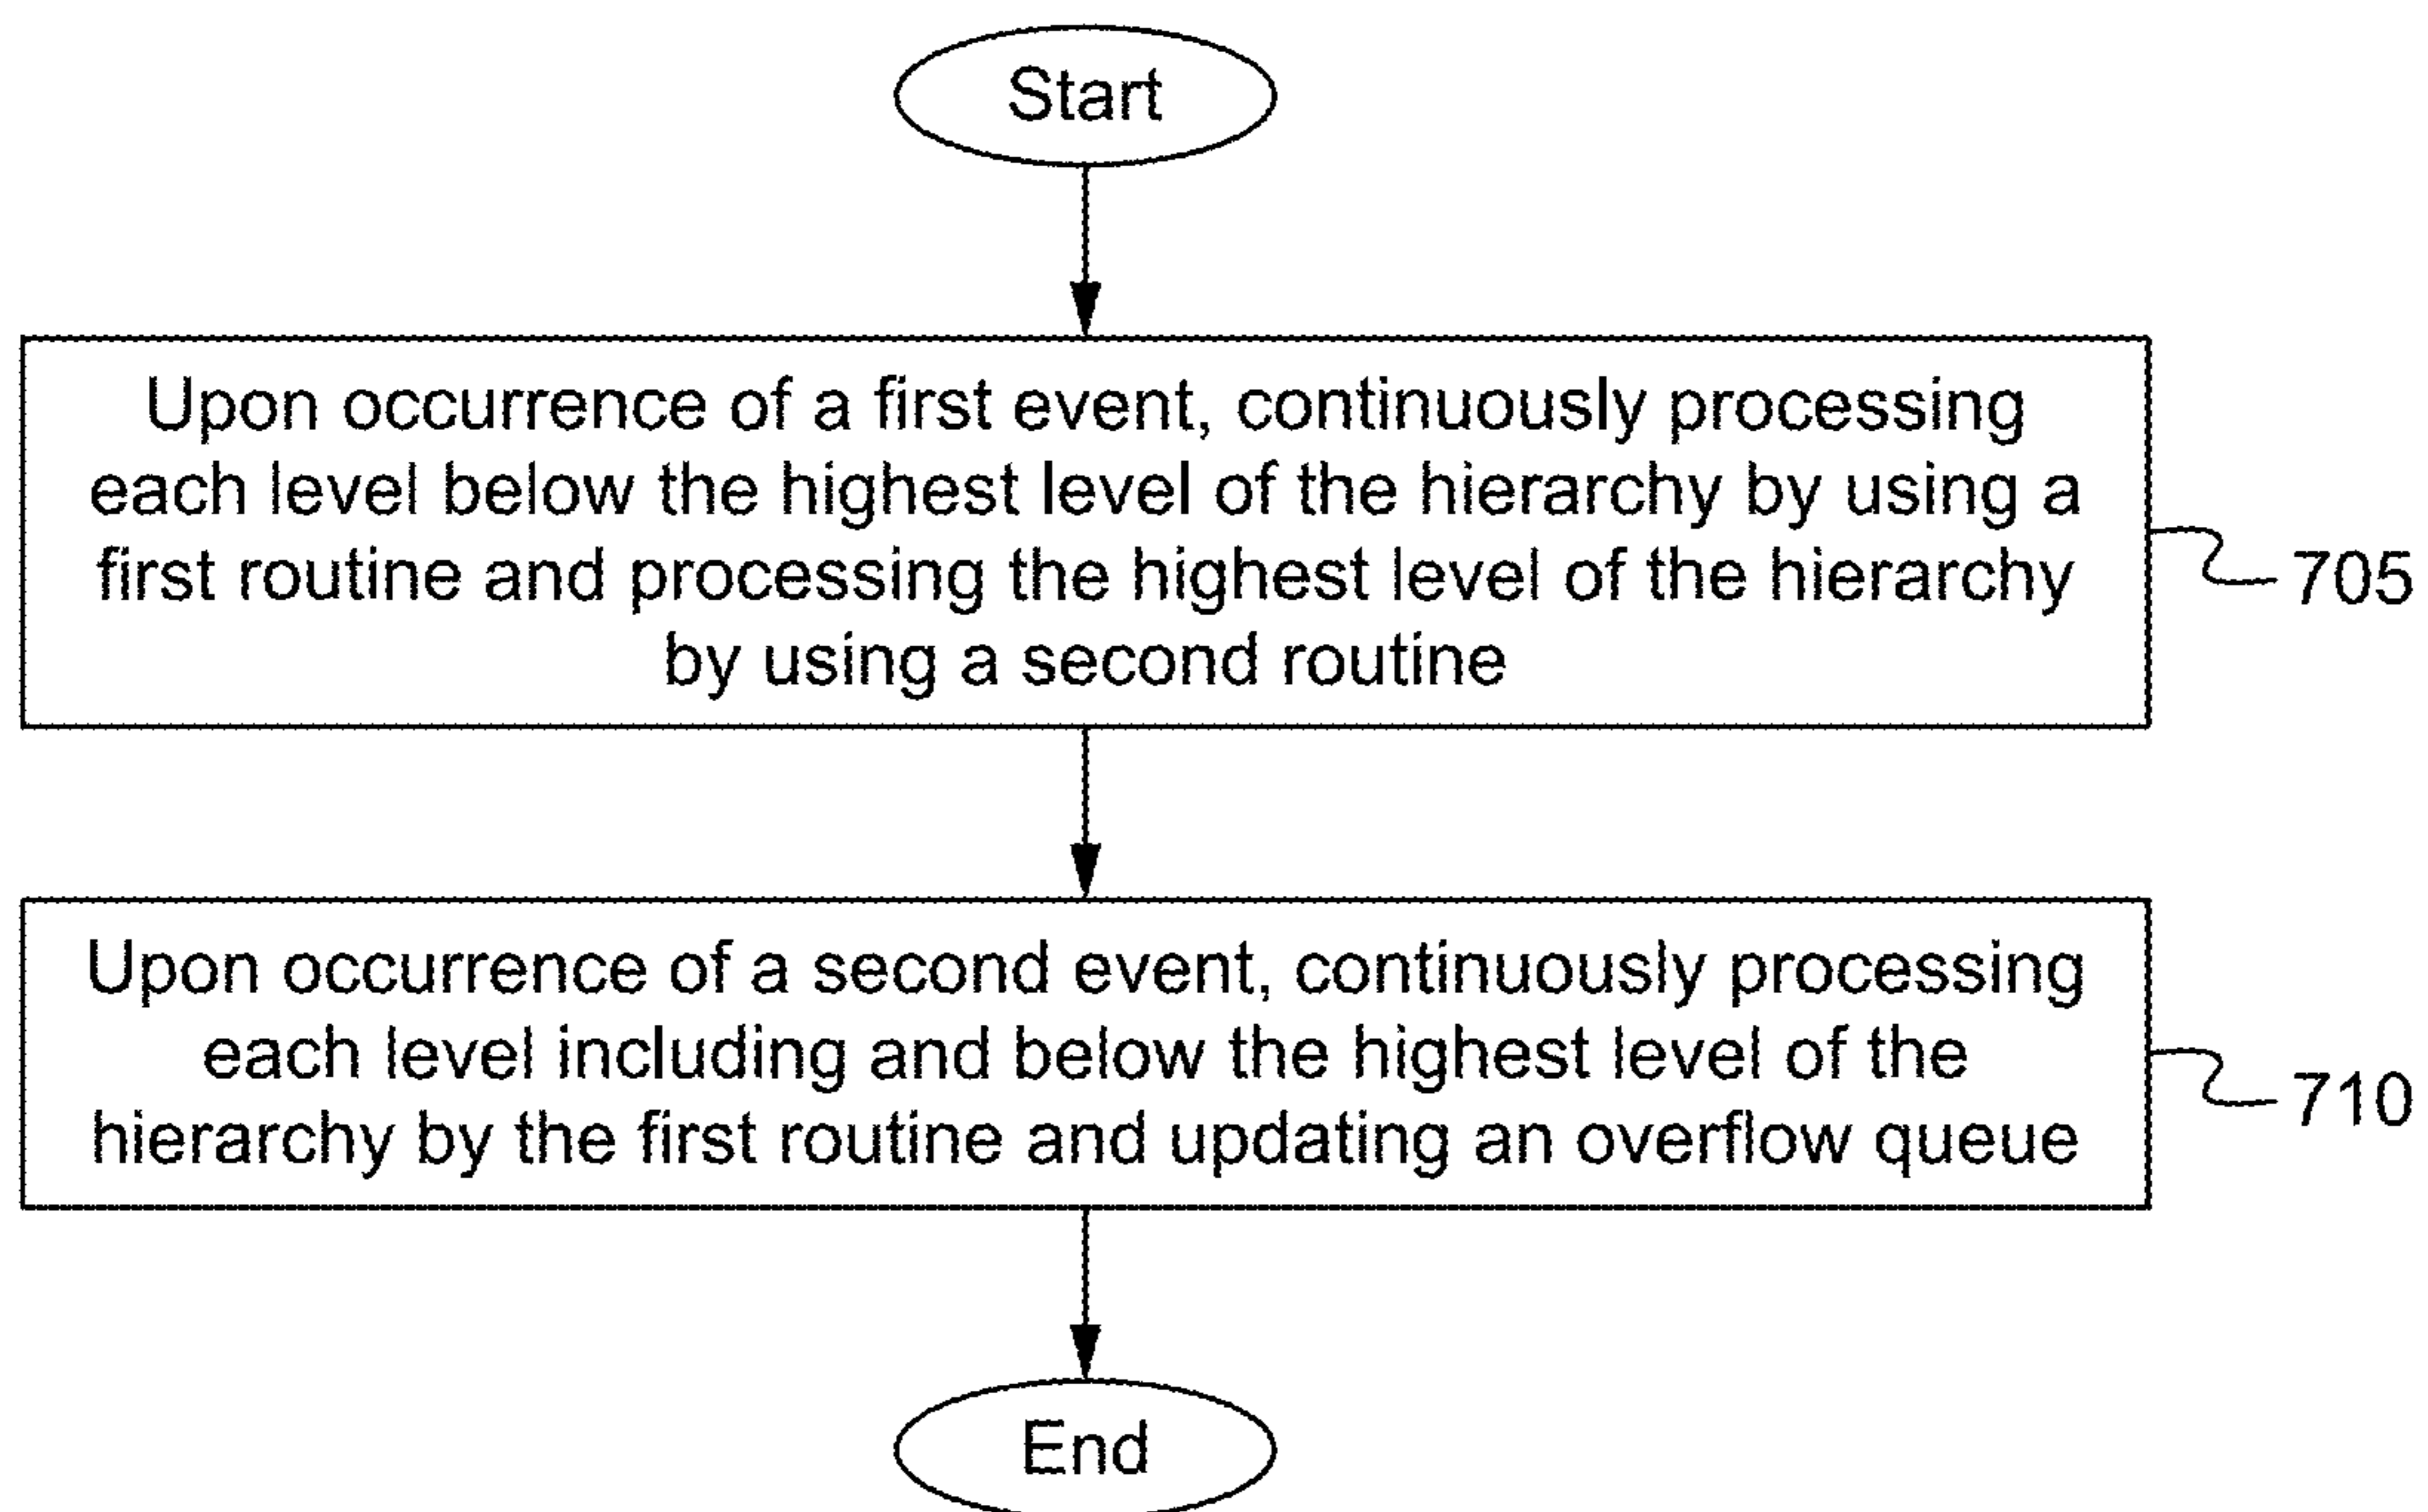 Start
Upon occurrence of a first event, continuously processing
each level below the highest level of the hierarchy by using a
first routine and processing the highest level of the hierarchy
by using a second routine
705
Upon occurrence of a second event, continuously processing
each level including and below the highest level of the
hierarchy by the first routine and updating an overflow queue
710
End